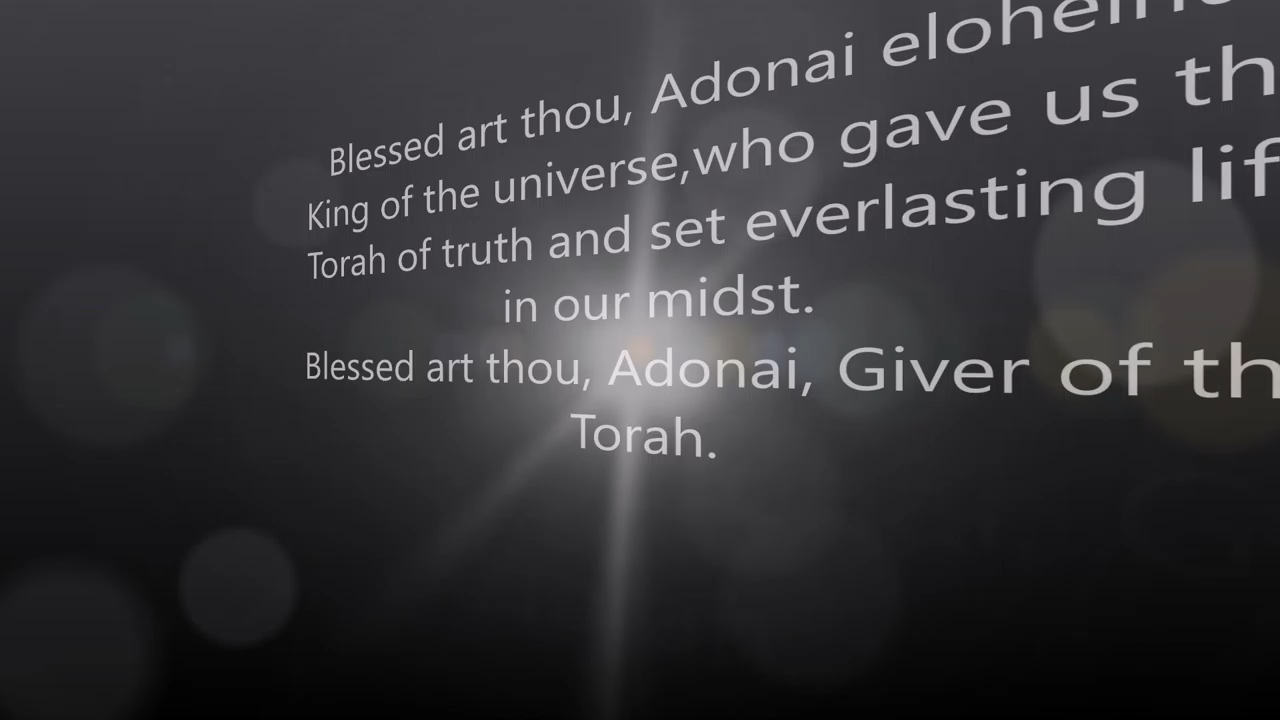 Blessed art thou, Adonai
King of the universe,who gave us
Torah of truth and set everlasting
in our midst.
Blessed art thou, Adonai, Giver of
Torah.